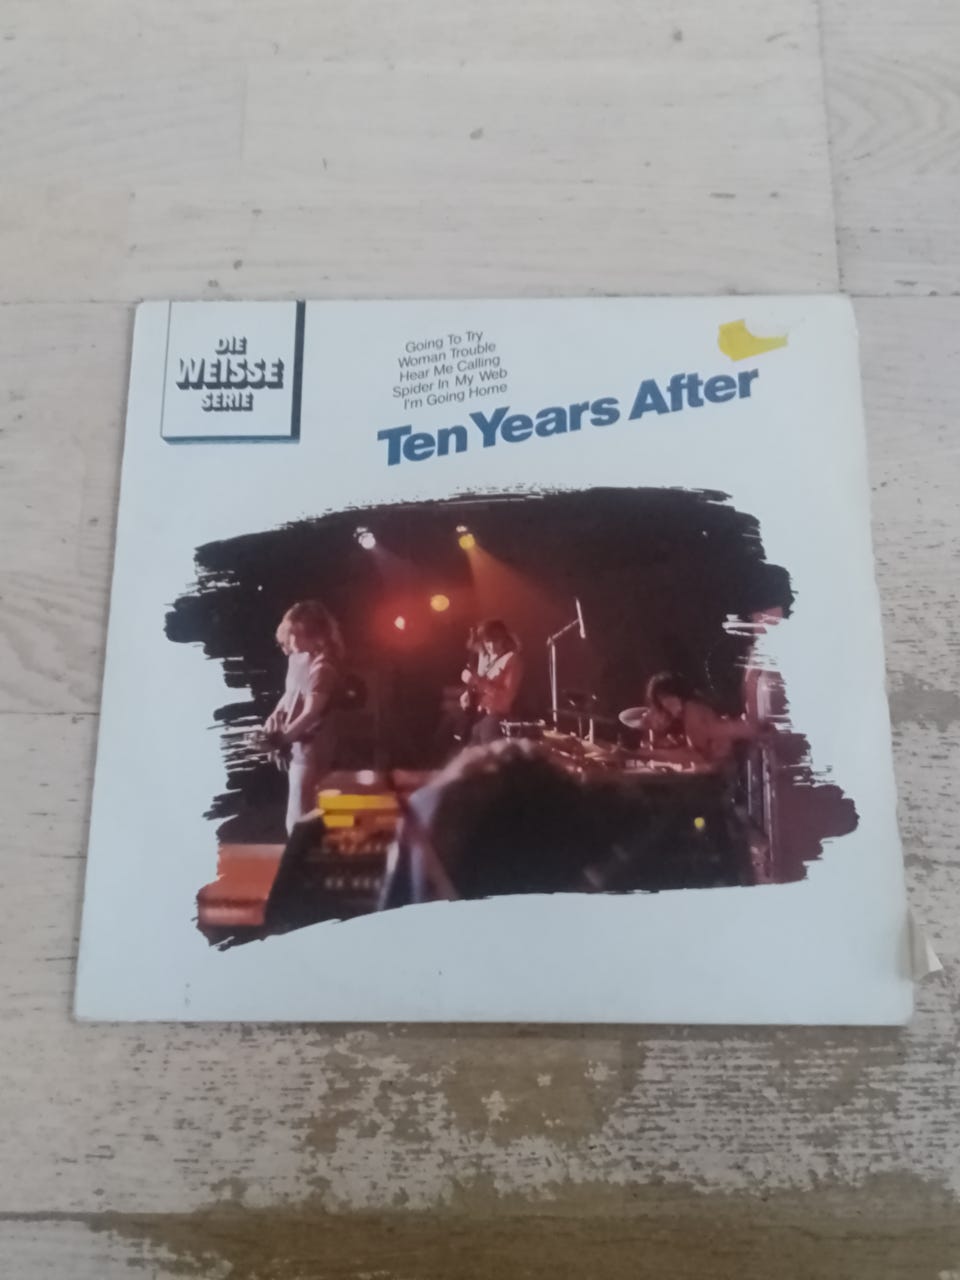 DIE
WEISSE
SERIE
Going To Try
Woman Trouble
Hear Me Calling
Spider In My Web
I'm Going Home
Ten Years After